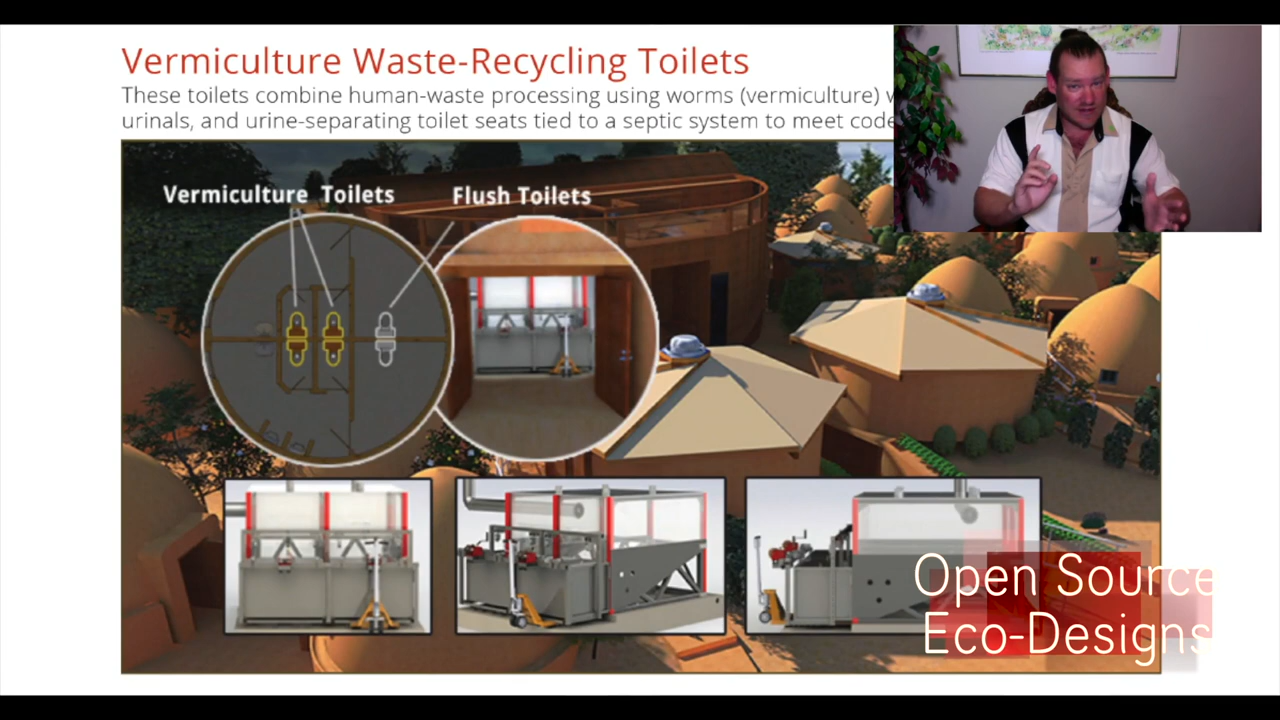 Vermiculture Waste-Recycling Toilets
These toilets combine human-waste processing using worms (vermiculture)
urinals, and urine-separating toilet seats tied to a septic system to meet code
Vermiculture Toilets
Flush Toilets
Open Source
Eco-Designs